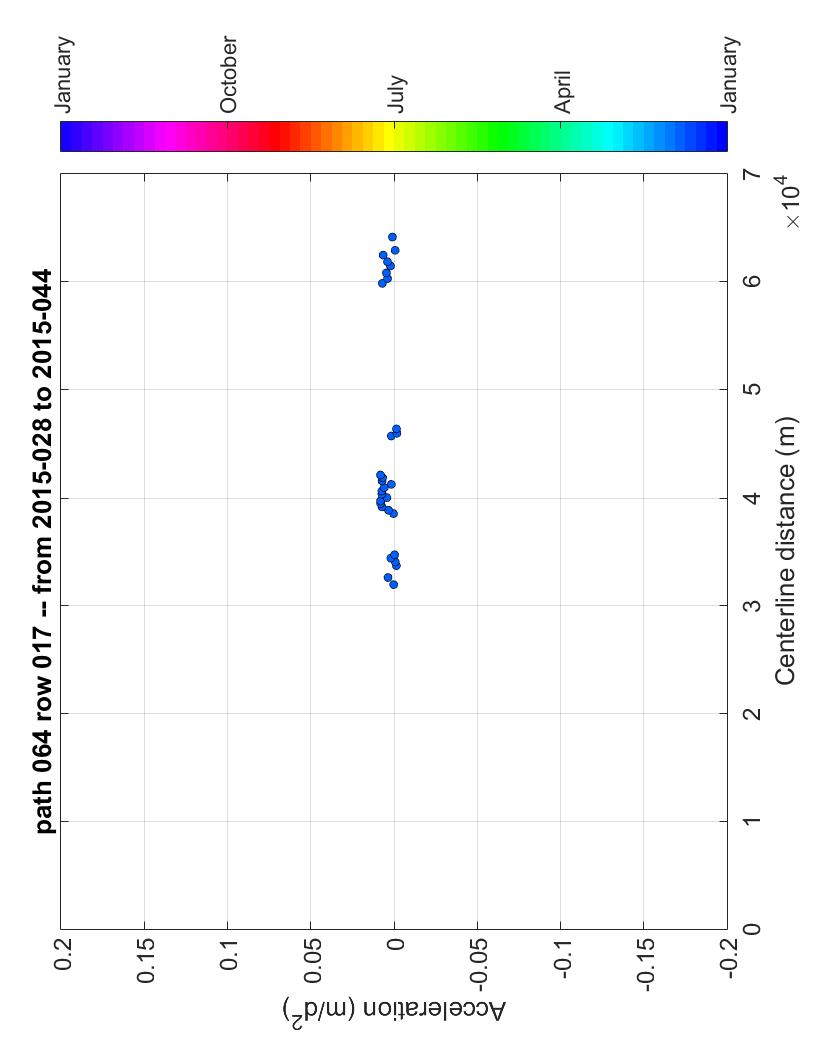 path 064 row 017 -- from 2015-028 to 2015-044
January
October
July
April
January
0.2
0.15
0.1
0.05
0
-0.05
-0.1
-0.15
-0.2
Acceleration (m/d²)
0
1
2
3
4
5
6
7
×10⁴
Centerline distance (m)